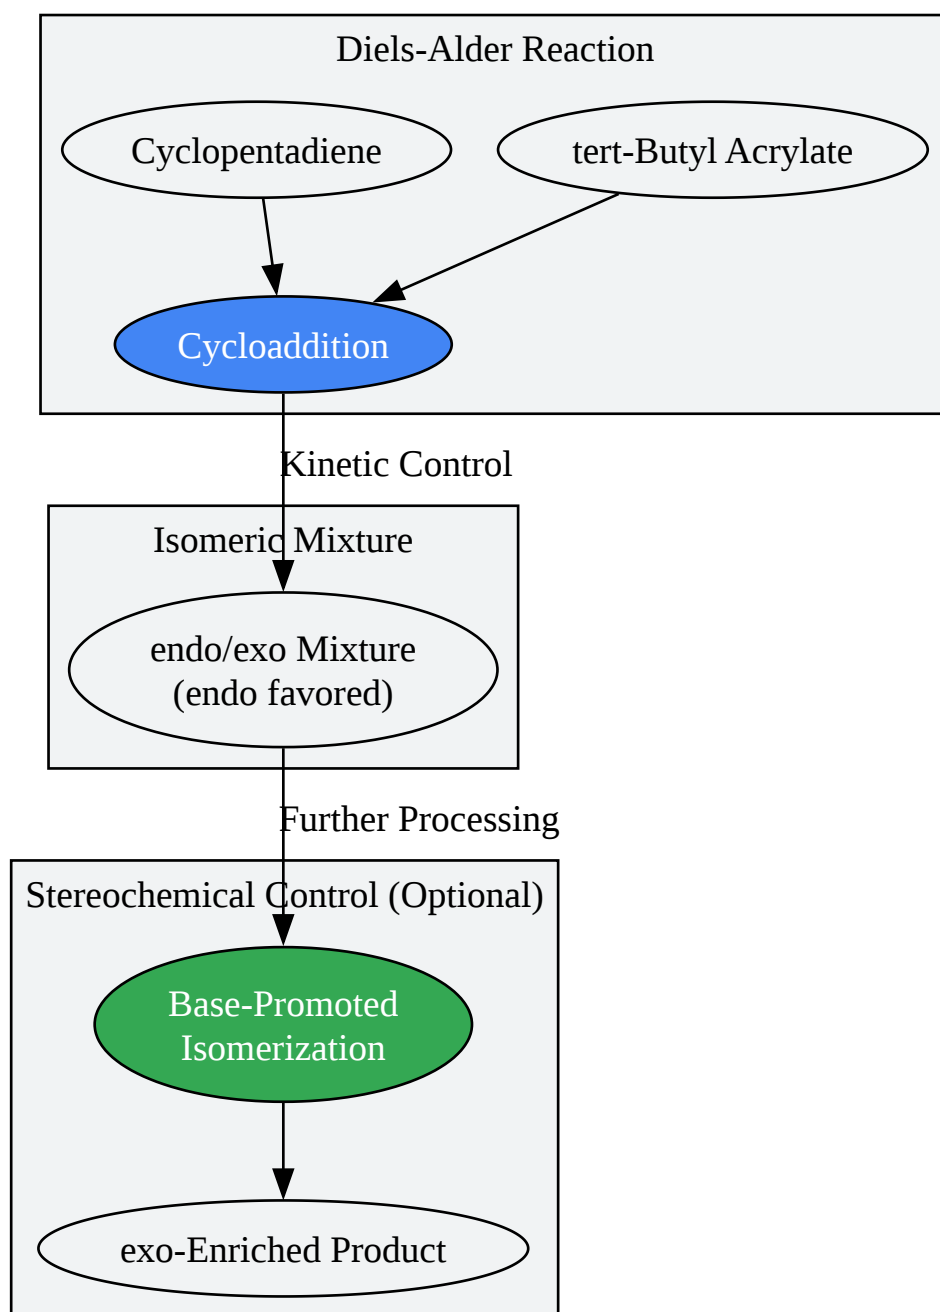 Diels-Alder Reaction
Cyclopentadiene
tert-Butyl Acrylate
Cycloaddition
Kinetic Control
Isomeric Mixture
endo/exo Mixture
(endo favored)
Further Processing
Stereochemical Control (Optional)
Base-Promoted
Isomerization
exo-Enriched Product